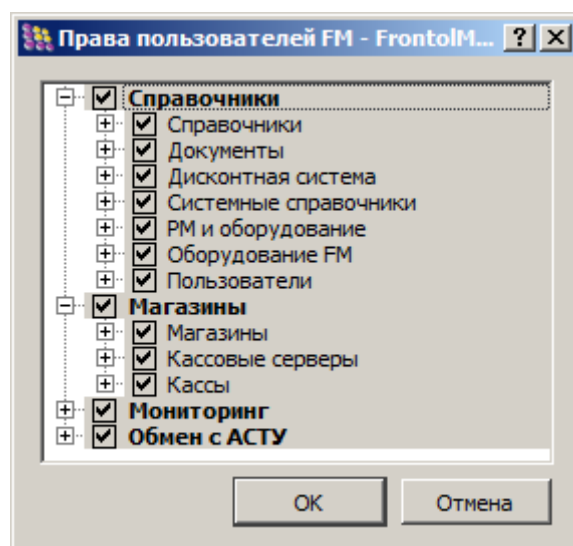 Права пользователей FM - FrontolM...
Справочники
Справочники
Документы
Дисконтная система
Системные справочники
РМ и оборудование
Оборудование FM
Пользователи
Магазины
Магазины
Кассовые серверы
Кассы
Мониторинг
Обмен с АСТУ
ОК
Отмена